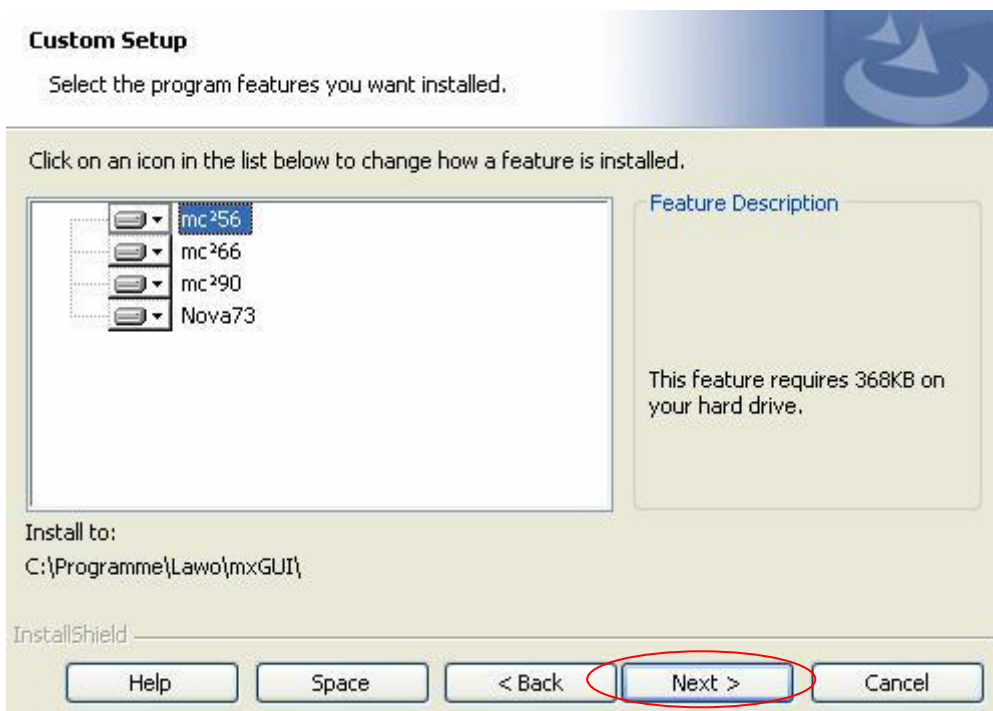 Custom Setup
Select the program features you want installed.
Click on an icon in the list below to change how a feature is installed.
mc²56
mc²66
mc²90
Nova73
Feature Description
This feature requires 368KB on
your hard drive.
Install to:
C:\Programme\Lawo\mxGUI\
InstallShield
Help
Space
< Back
Next >
Cancel